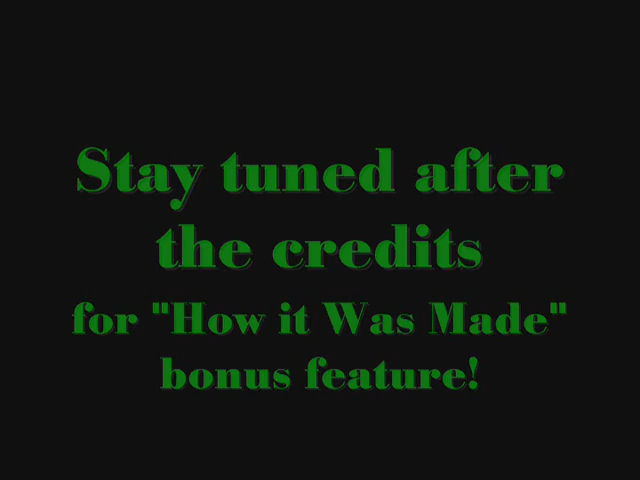 Stay tuned after
the credits
for "How it Was Made"
bonus feature!